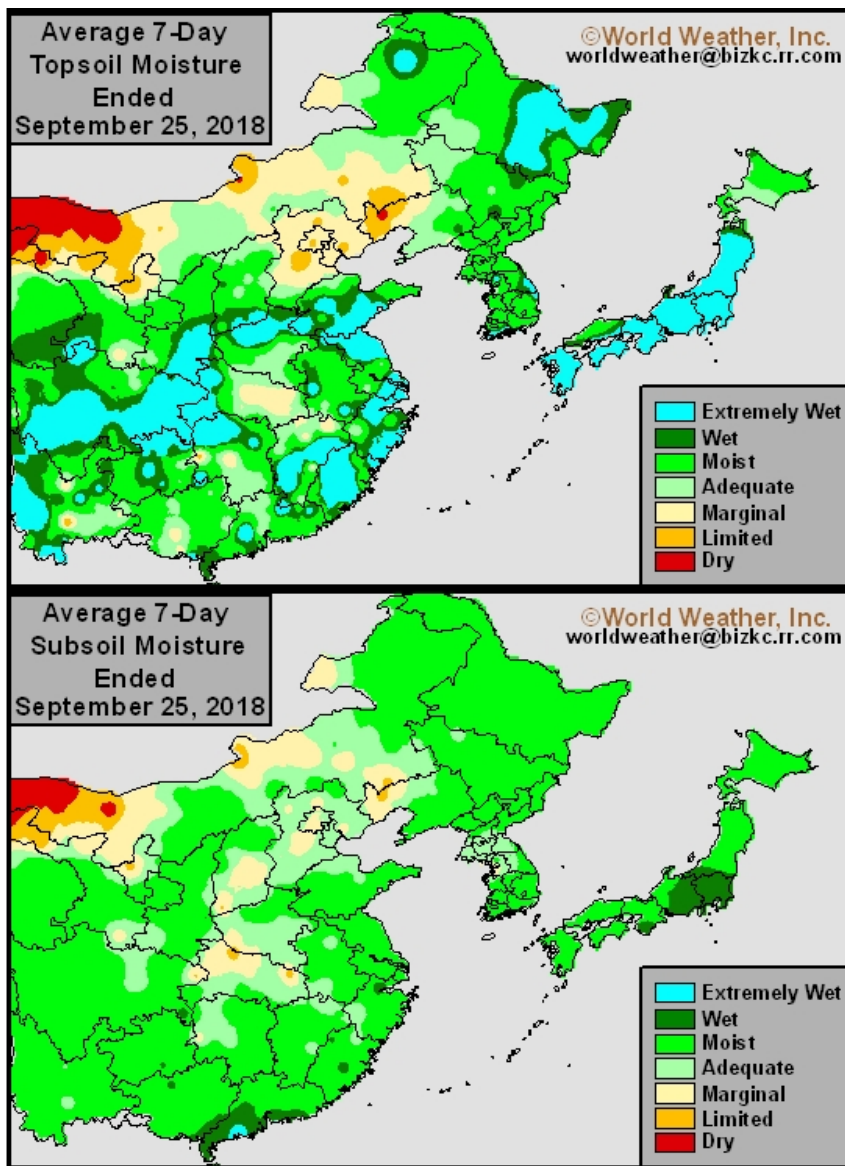 Average 7-Day
Topsoil Moisture
Ended
September 25, 2018
©World Weather, Inc.
worldweather@bizkc.rr.com
Extremely Wet
Wet
Moist
Adequate
Marginal
Limited
Dry
Average 7-Day
Subsoil Moisture
Ended
September 25, 2018
©World Weather, Inc.
worldweather@bizkc.rr.com
Extremely Wet
Wet
Moist
Adequate
Marginal
Limited
Dry